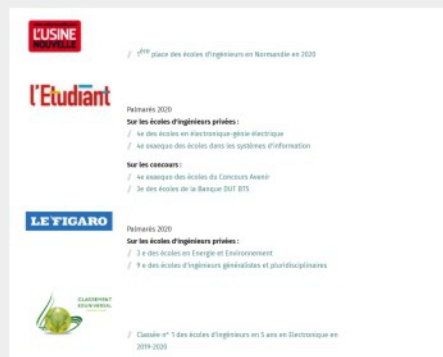 L'USINE
NOUVELLE
/ 1ère place des écoles d'ingénieurs en Normandie en 2020
l'Etudiant
Palmarès 2020
Sur les écoles d'ingénieurs privées :
/ 4e des écoles en électronique-génie électrique
/ 4e exaequo des écoles dans les systèmes d'information
Sur les concours :
/ 4e exaequo des écoles du Concours Avenir
/ 2e des écoles de la Banque DUT BTS
LE FIGARO
Palmarès 2020
Sur les écoles d'ingénieurs privées :
/ 3 e des écoles en Energie et Environnement
/ 9 e des écoles d'ingénieurs généralistes et pluridisciplinaires
CLASSEMENT
EDUNIVERSAL
/ Classée n° 1 des écoles d'ingénieurs en 5 ans en Electronique en
2019-2020